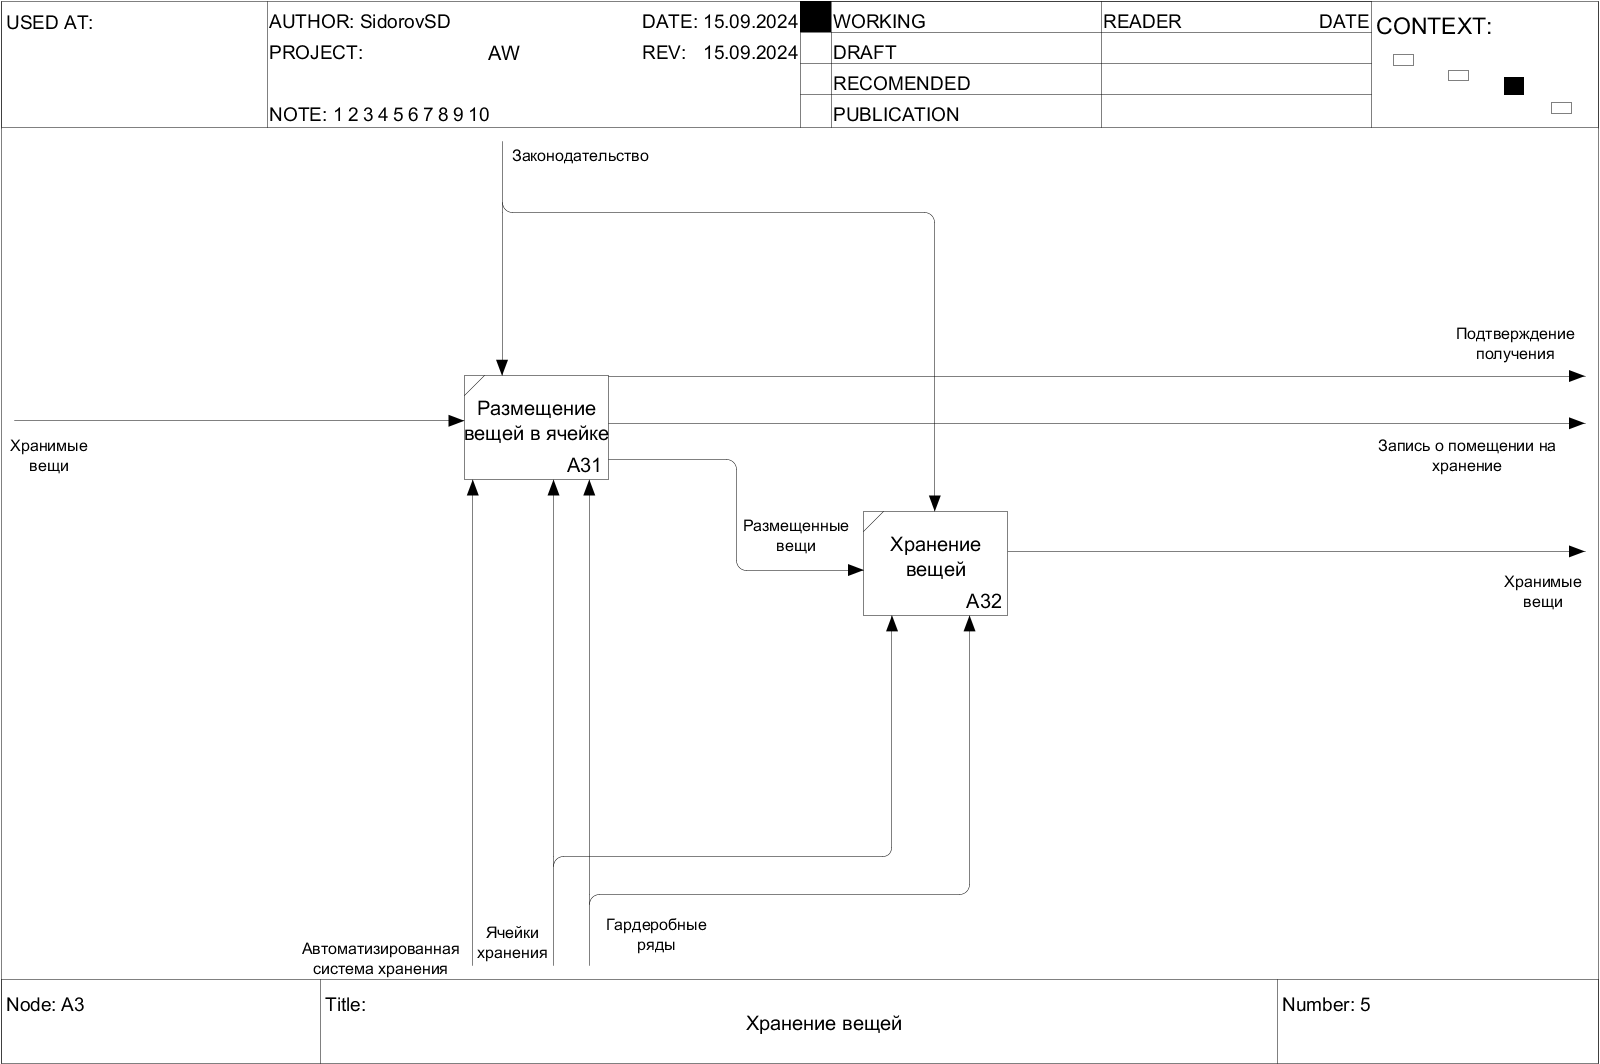 USED AT:
AUTHOR: SidorovSD
DATE: 15.09.2024
PROJECT:
AW
REV: 15.09.2024
NOTE: 1 2 3 4 5 6 7 8 9 10
WORKING
DRAFT
RECOMENDED
PUBLICATION
READER
DATE
CONTEXT:
Законодательство
Подтверждение
получения
Размещение
вещей в ячейке
A31
Хранимые
вещи
Запись о помещении на
хранение
Размещенные
вещи
Хранение
вещей
A32
Хранимые
вещи
Автоматизированная
система хранения
Ячейки
хранения
Гардеробные
ряды
Node: A3
Title:
Хранение вещей
Number: 5